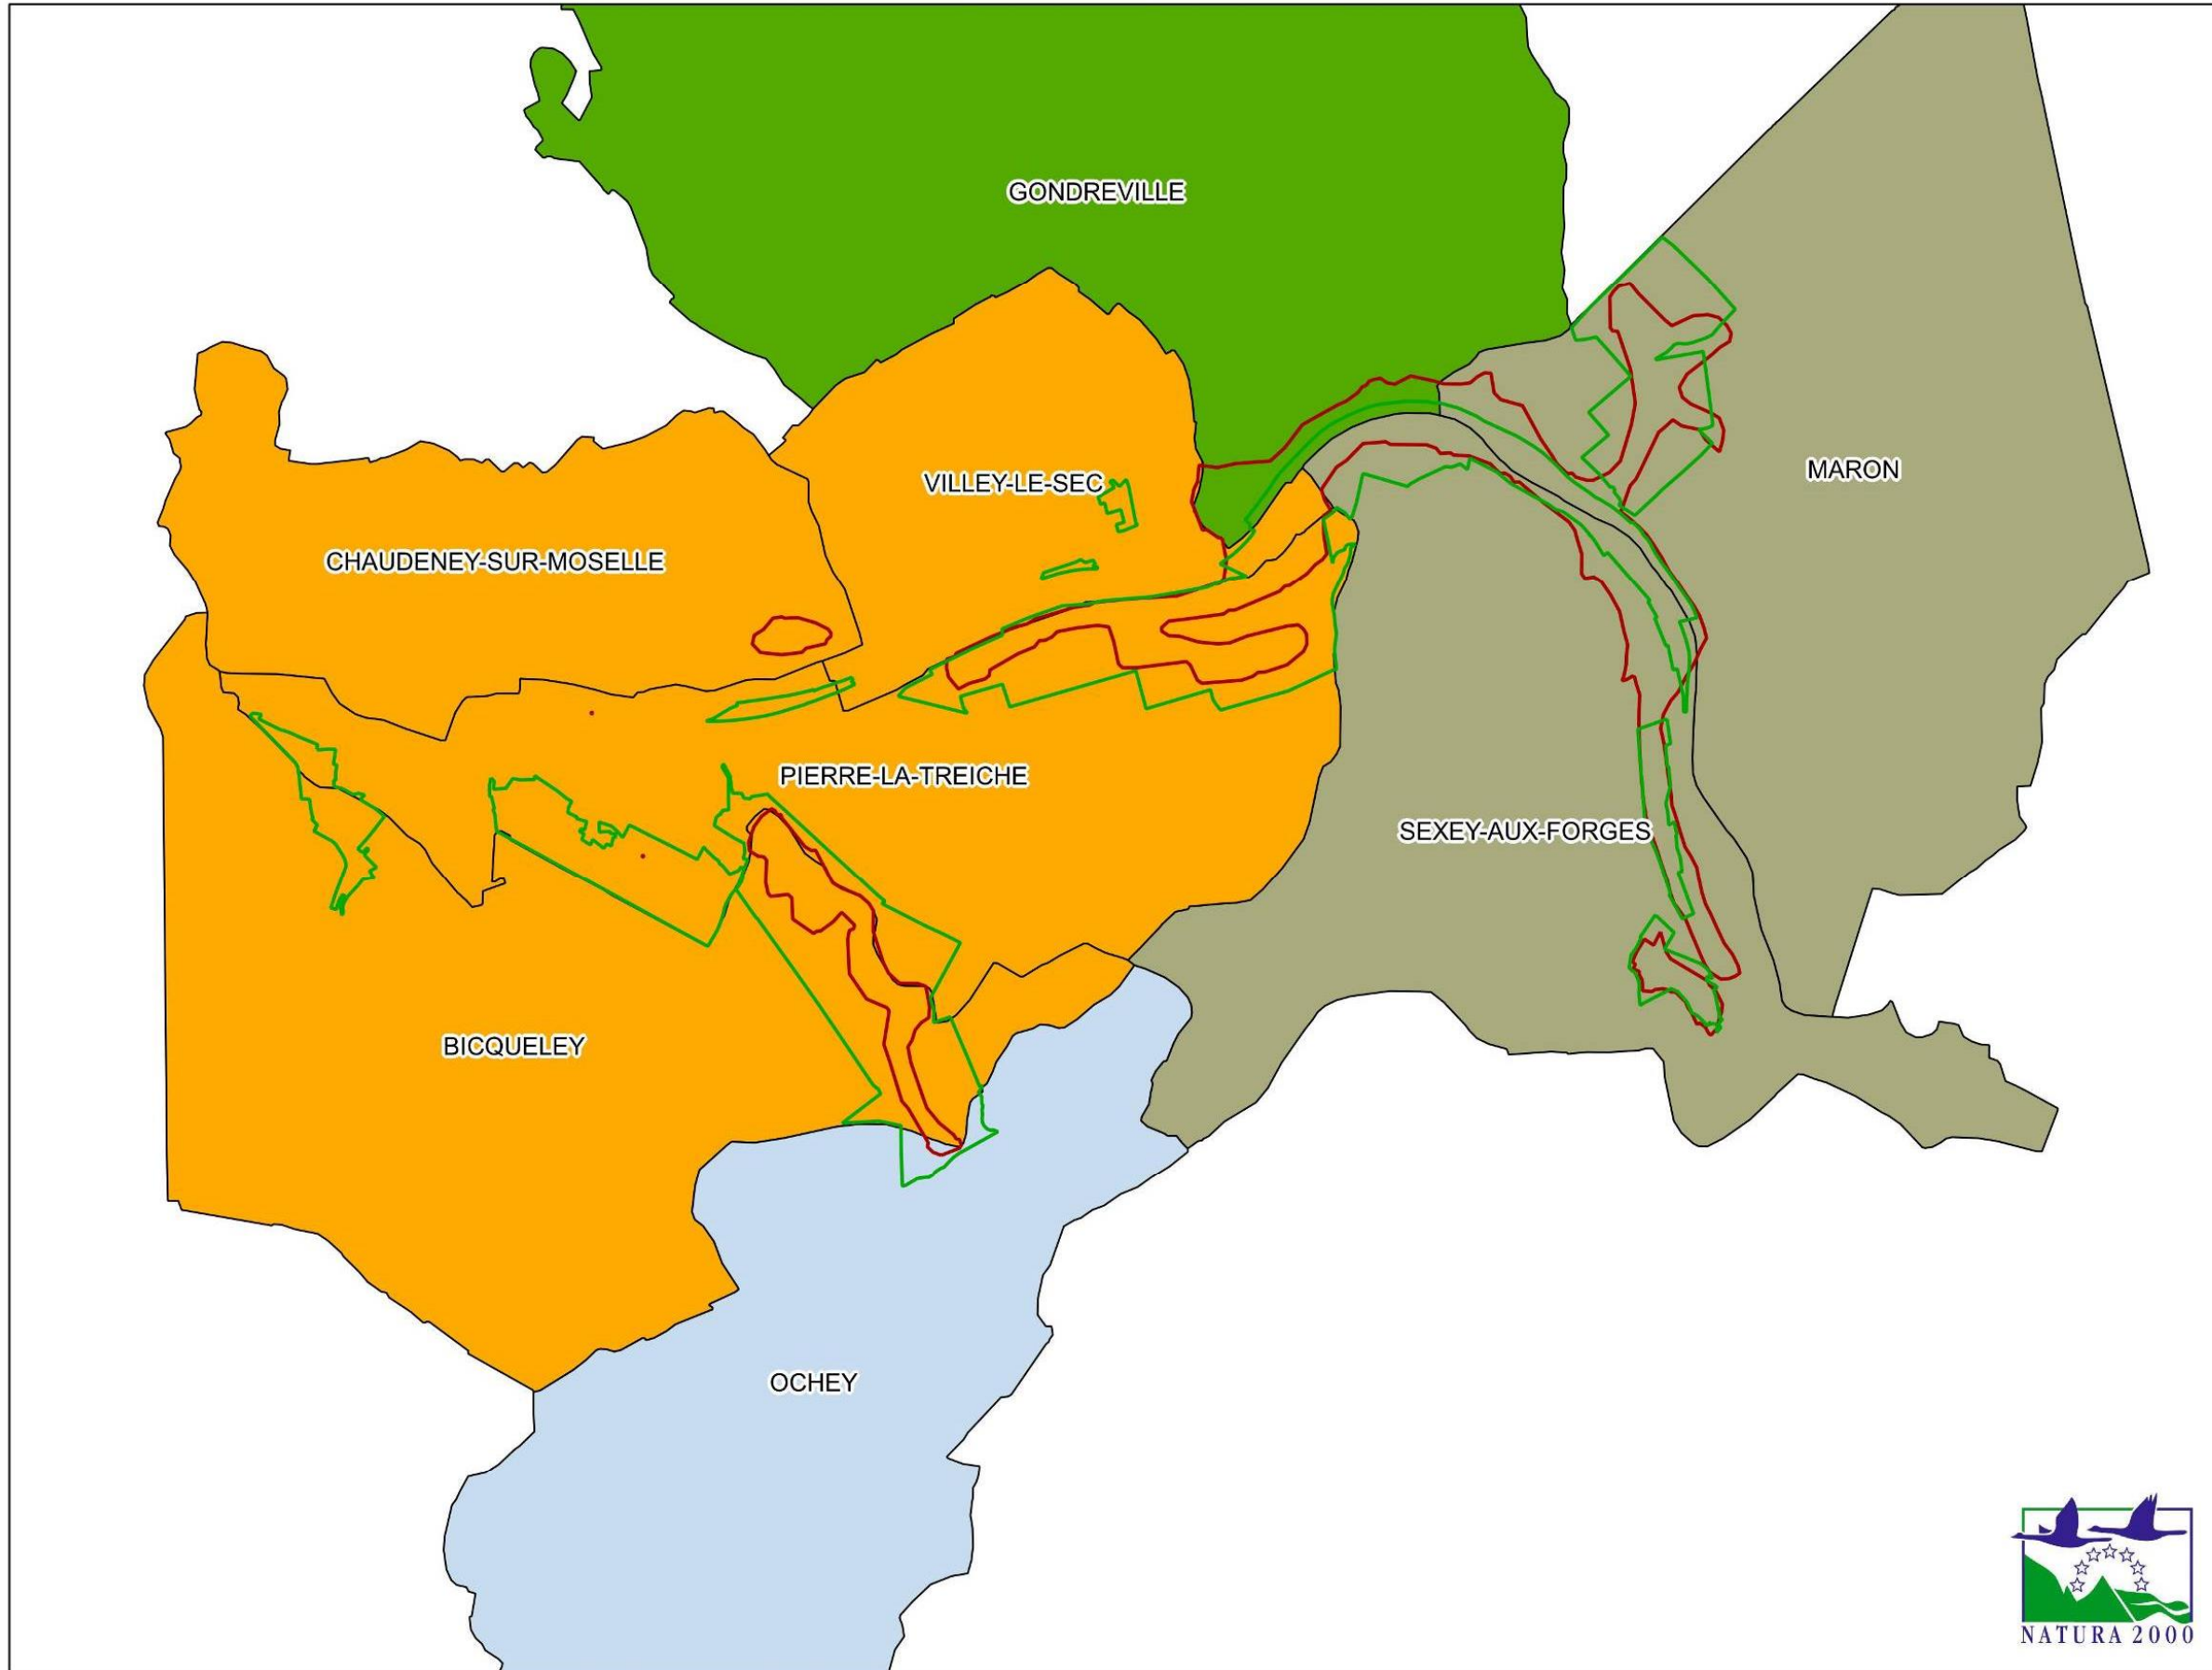 GONDREVILLE
MARON
VILLEY-LE-SEC
CHAUDENEY-SUR-MOSELLE
PIERRE-LA-TREICHE
SEXEY-AUX-FORGES
BICQUELEY
OCHEY
NATURA 2000